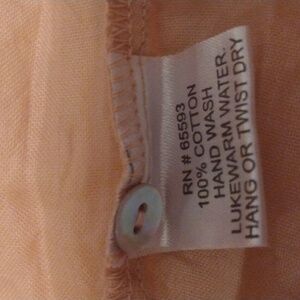 RN # 65593
100% COTTON
HAND WASH
LUKEWARM WATER.
HANG OR TWIST DRY